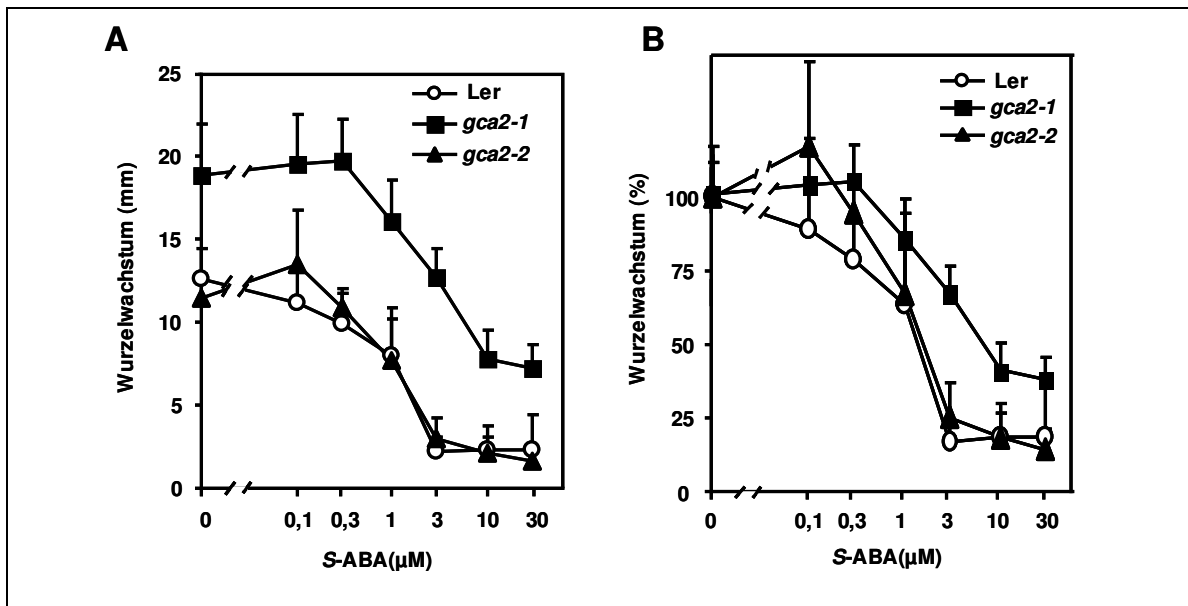 A
25
20
15
10
5
0
Wurzelwachstum (mm)
Ler
gca2-1
gca2-2
0 0,1 0,3 1 3 10 30
S-ABA(µM)
B
100
75
50
25
0
Wurzelwachstum (%)
Ler
gca2-1
gca2-2
0 0,1 0,3 1 3 10 30
S-ABA(µM)